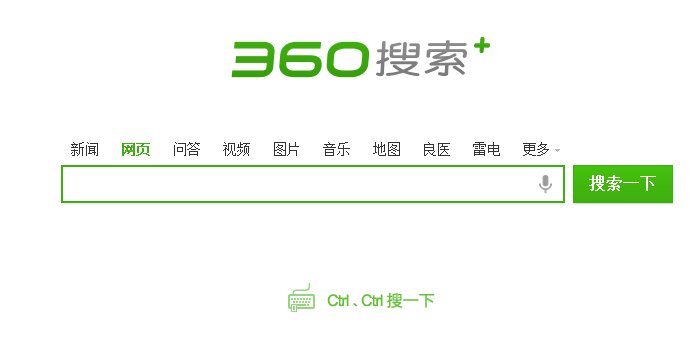 360搜索+
新闻 网页 问答 视频 图片 音乐 地图 良医 雷电 更多
搜索一下
Ctrl、Ctrl 搜一下